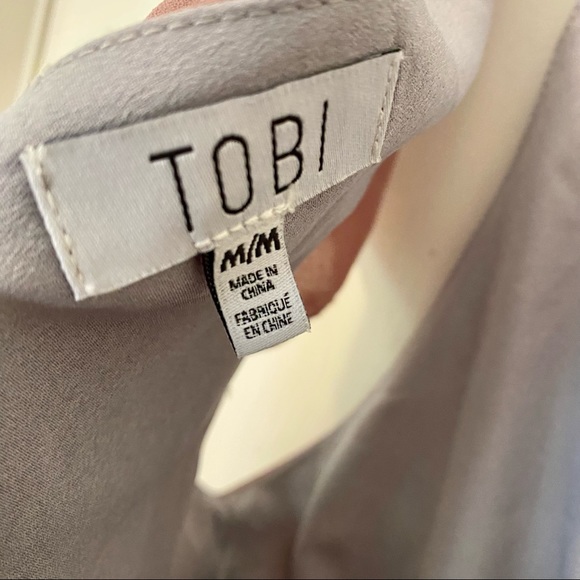 TOBI
M/M
MADE IN
CHINA
FABRIQUÉ
EN CHINE